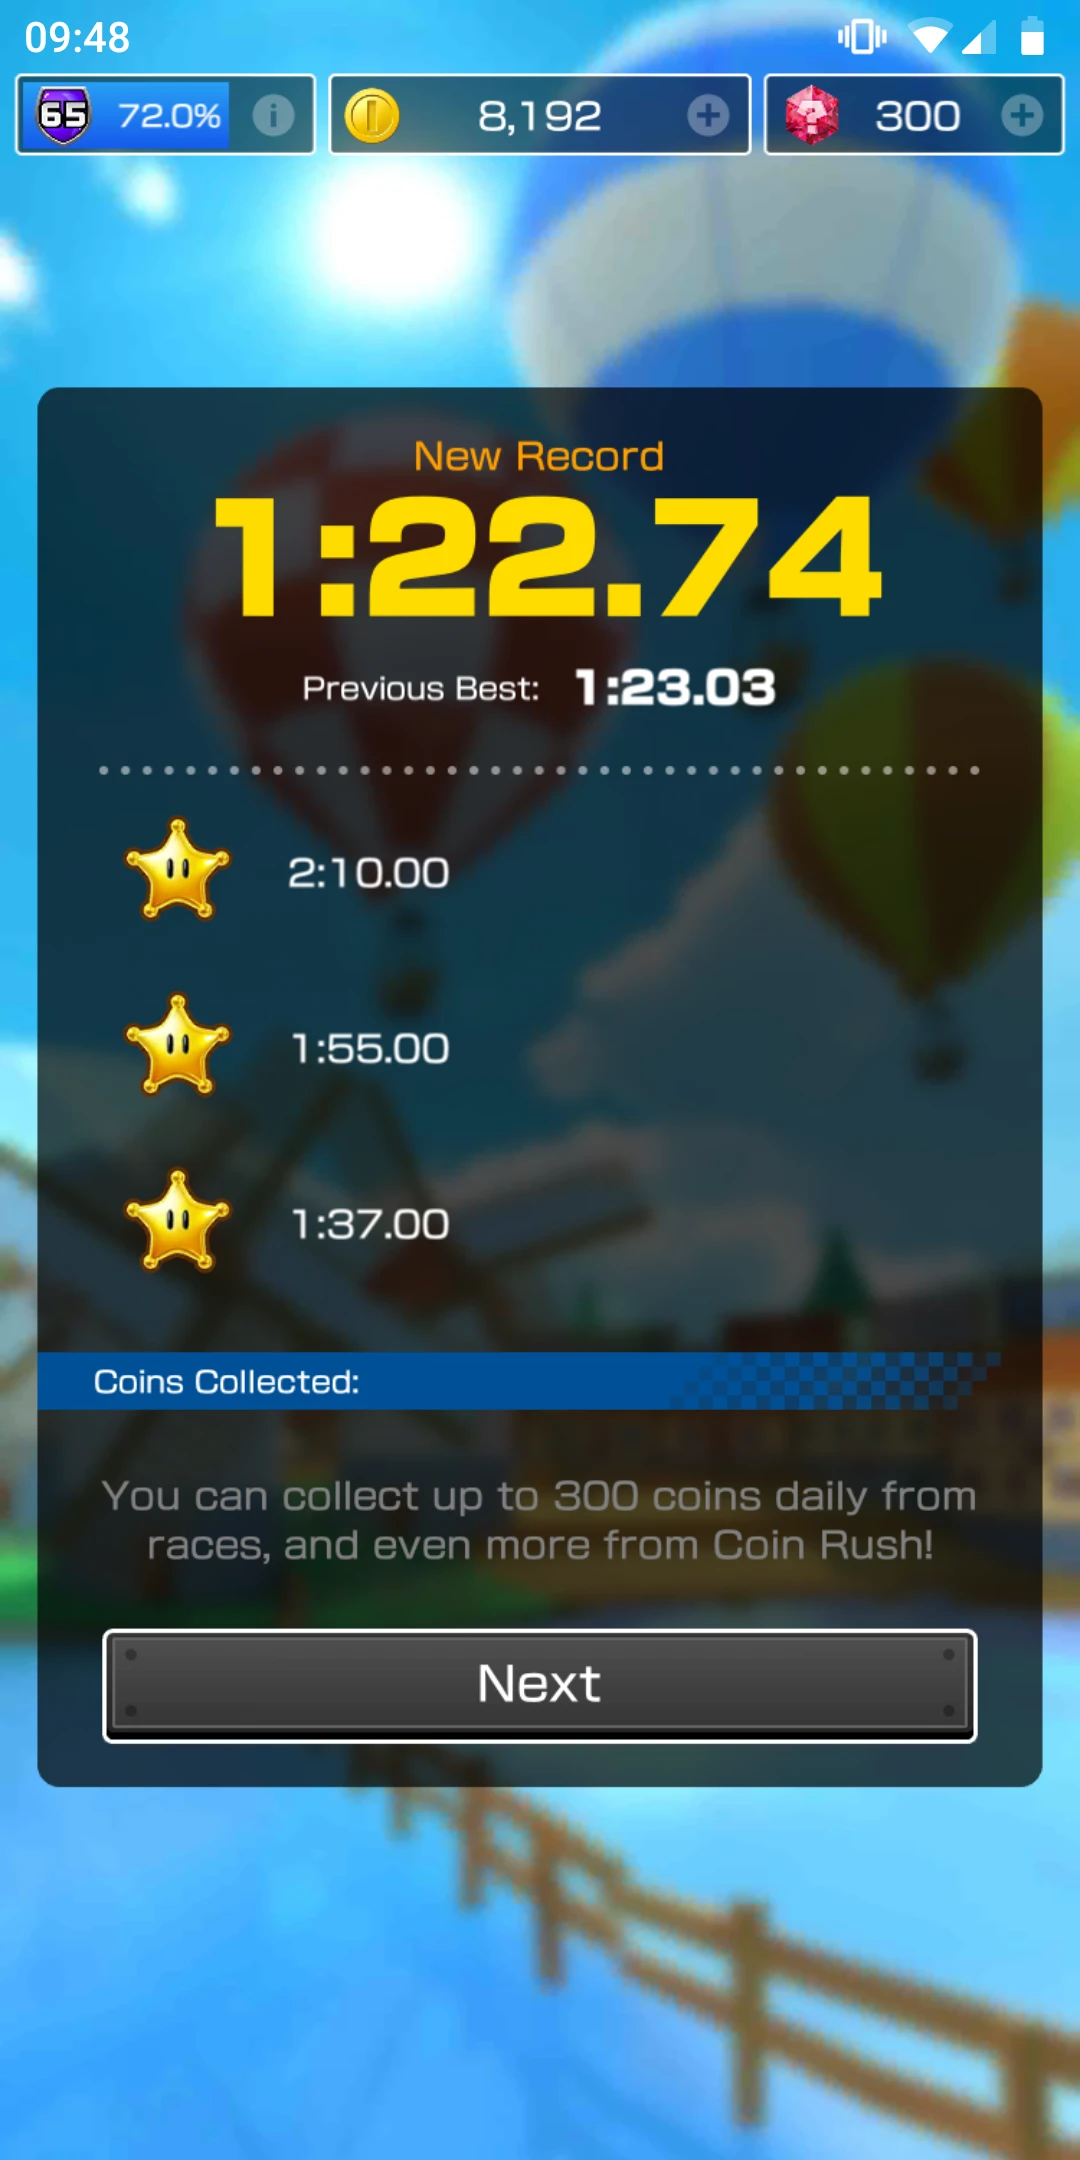 09:48
65 72.0% i 8,192 + 300 +
New Record
1:22.74
Previous Best: 1:23.03
2:10.00
1:55.00
1:37.00
Coins Collected:
You can collect up to 300 coins daily from
races, and even more from Coin Rush!
Next